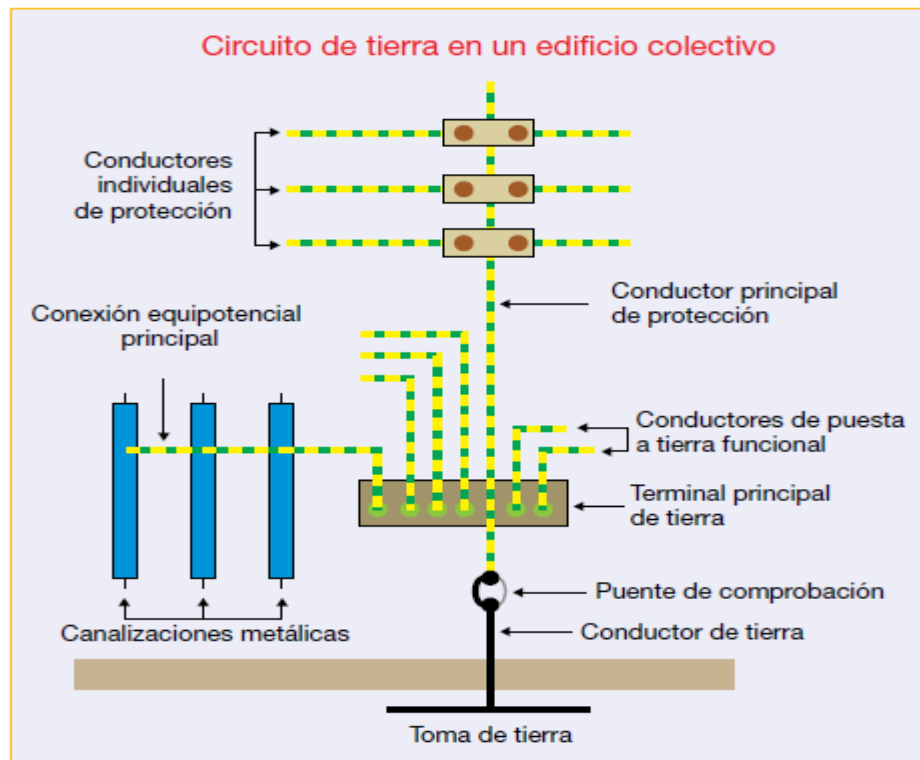 Circuito de tierra en un edificio colectivo
Conductores
individuales
de protección
Conductor principal
de protección
Conexión equipotencial
principal
Conductores de puesta
a tierra funcional
Terminal principal
de tierra
Puente de comprobación
Canalizaciones metálicas
Conductor de tierra
Toma de tierra